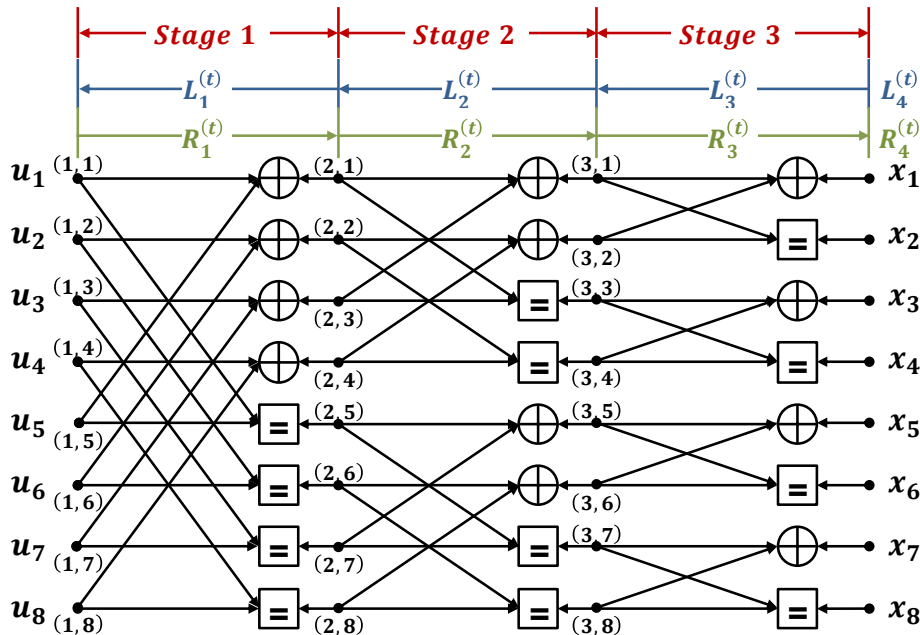 Stage 1 Stage 2 Stage 3
L₁⁽ᵗ⁾ L₂⁽ᵗ⁾ L₃⁽ᵗ⁾ L₄⁽ᵗ⁾
R₁⁽ᵗ⁾ R₂⁽ᵗ⁾ R₃⁽ᵗ⁾ R₄⁽ᵗ⁾
u₁ (1,1) (2,1) (3,1) x₁
u₂ (1,2) (2,2) (3,2) = x₂
u₃ (1,3) (2,3) = (3,3) x₃
u₄ (1,4) (2,4) = (3,4) = x₄
u₅ (1,5) = (2,5) (3,5) x₅
u₆ (1,6) = (2,6) (3,6) = x₆
u₇ (1,7) = (2,7) = (3,7) x₇
u₈ (1,8) = (2,8) = (3,8) = x₈